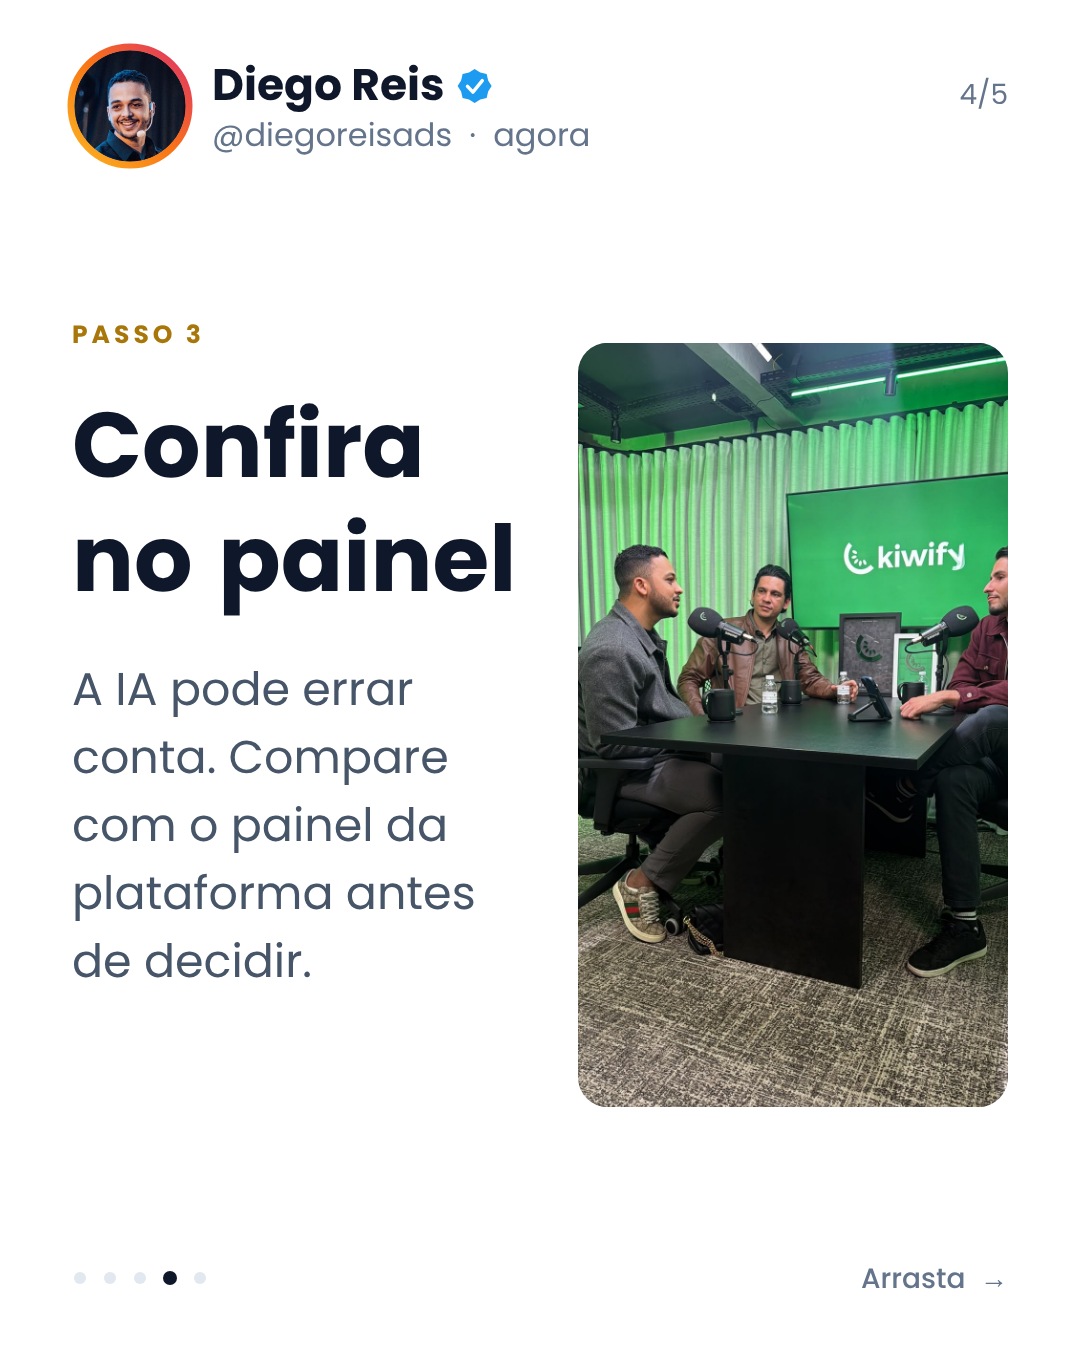 Diego Reis
@diegoreisads · agora
4/5
PASSO 3
Confira
no painel
A IA pode errar
conta. Compare
com o painel da
plataforma antes
de decidir.
kiwify
Arrasta →